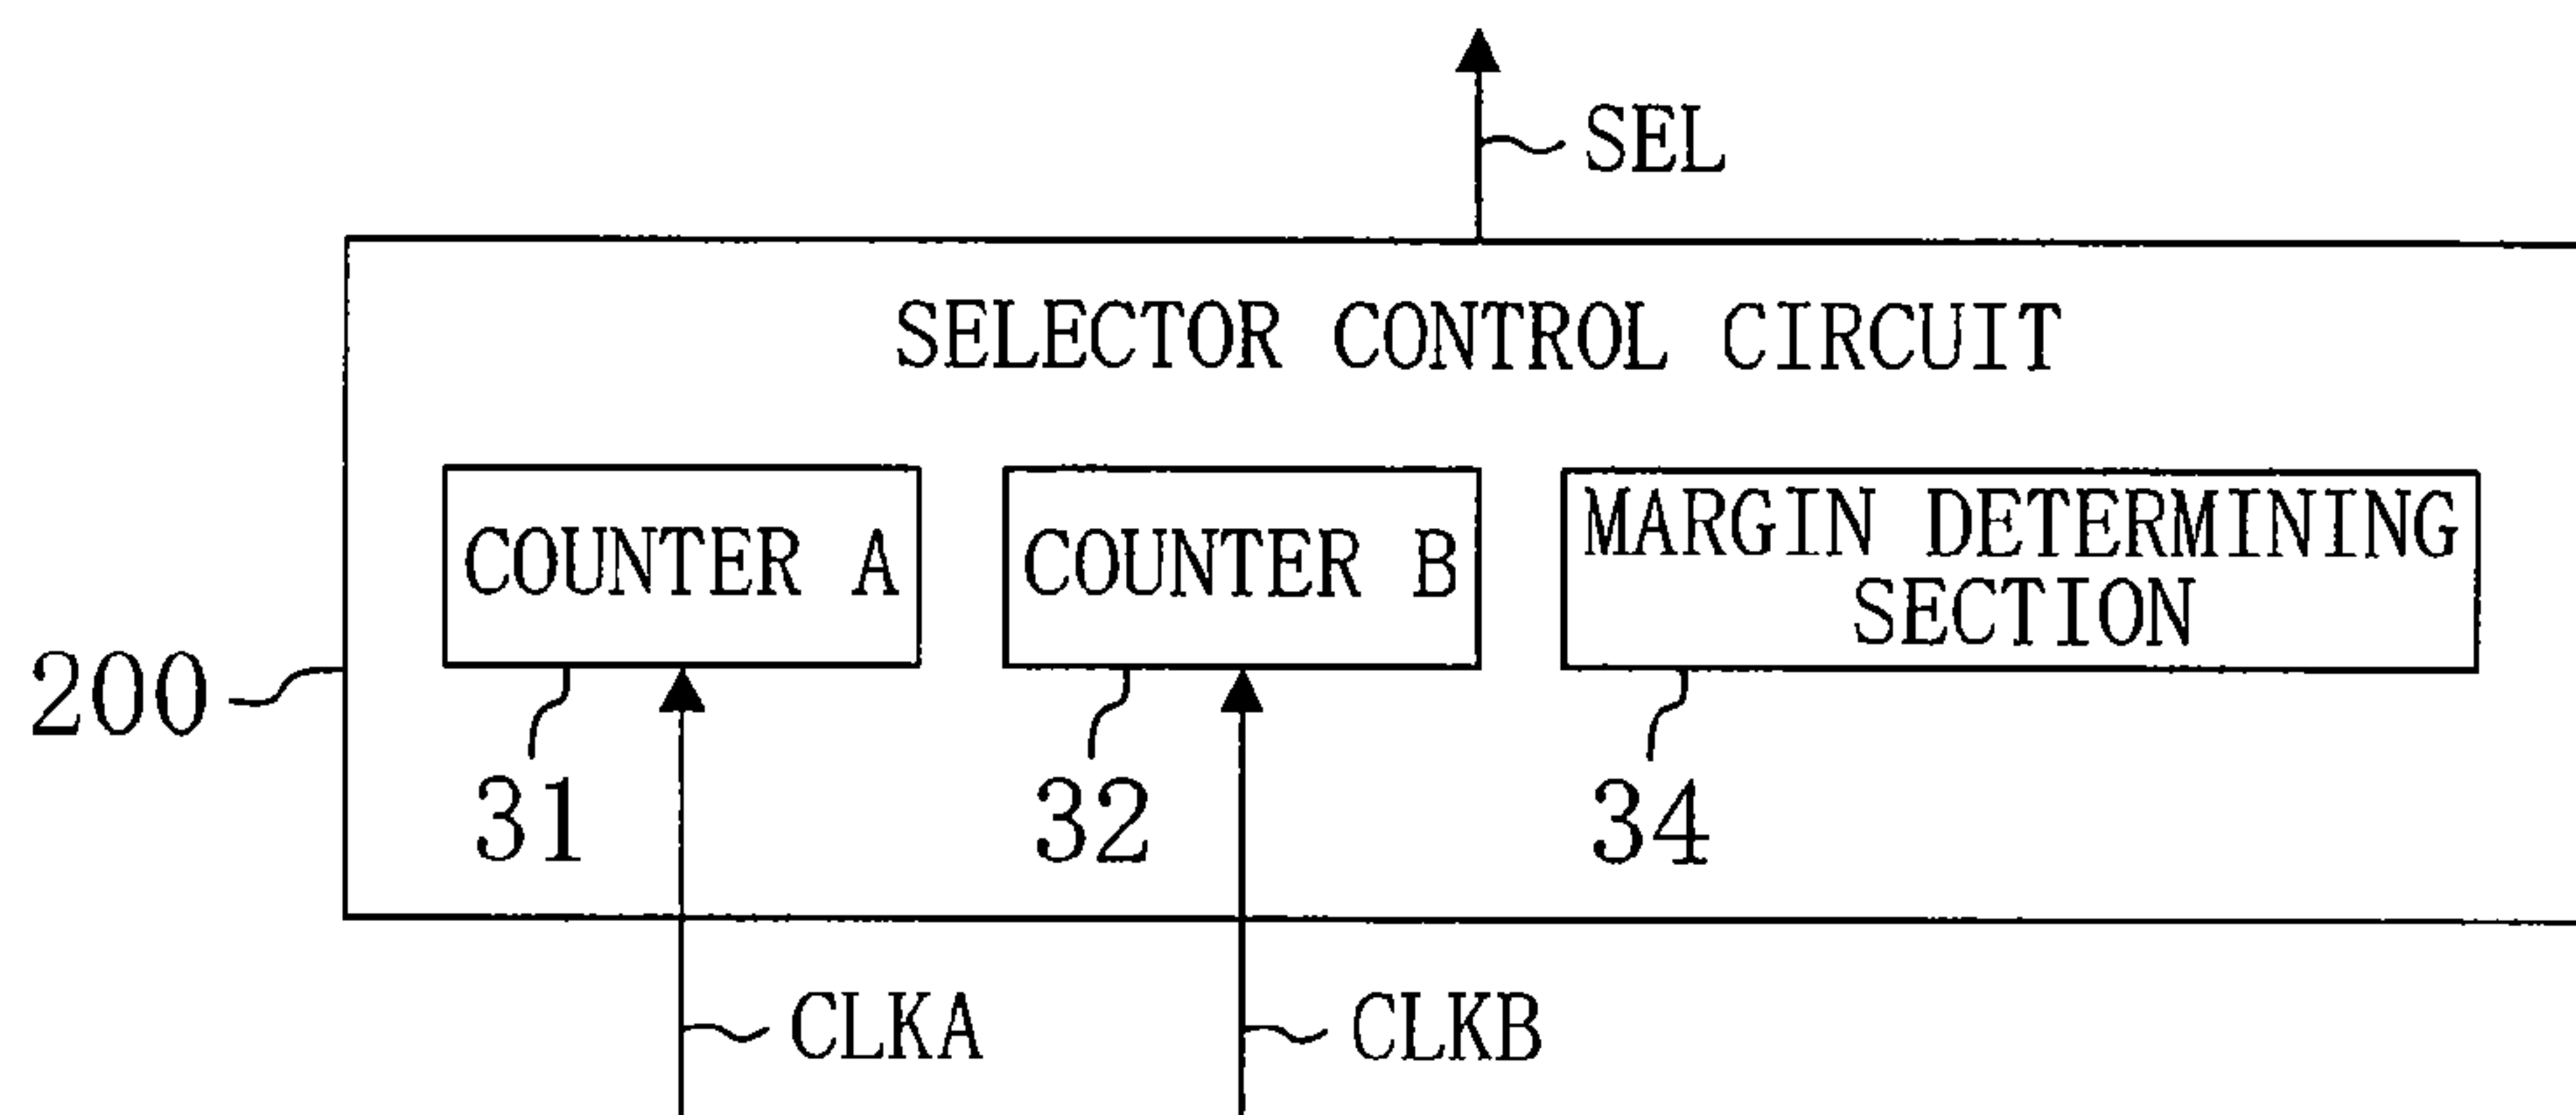 SEL
SELECTOR CONTROL CIRCUIT
COUNTER A
COUNTER B
MARGIN DETERMINING
SECTION
200
31
32
34
CLKA
CLKB